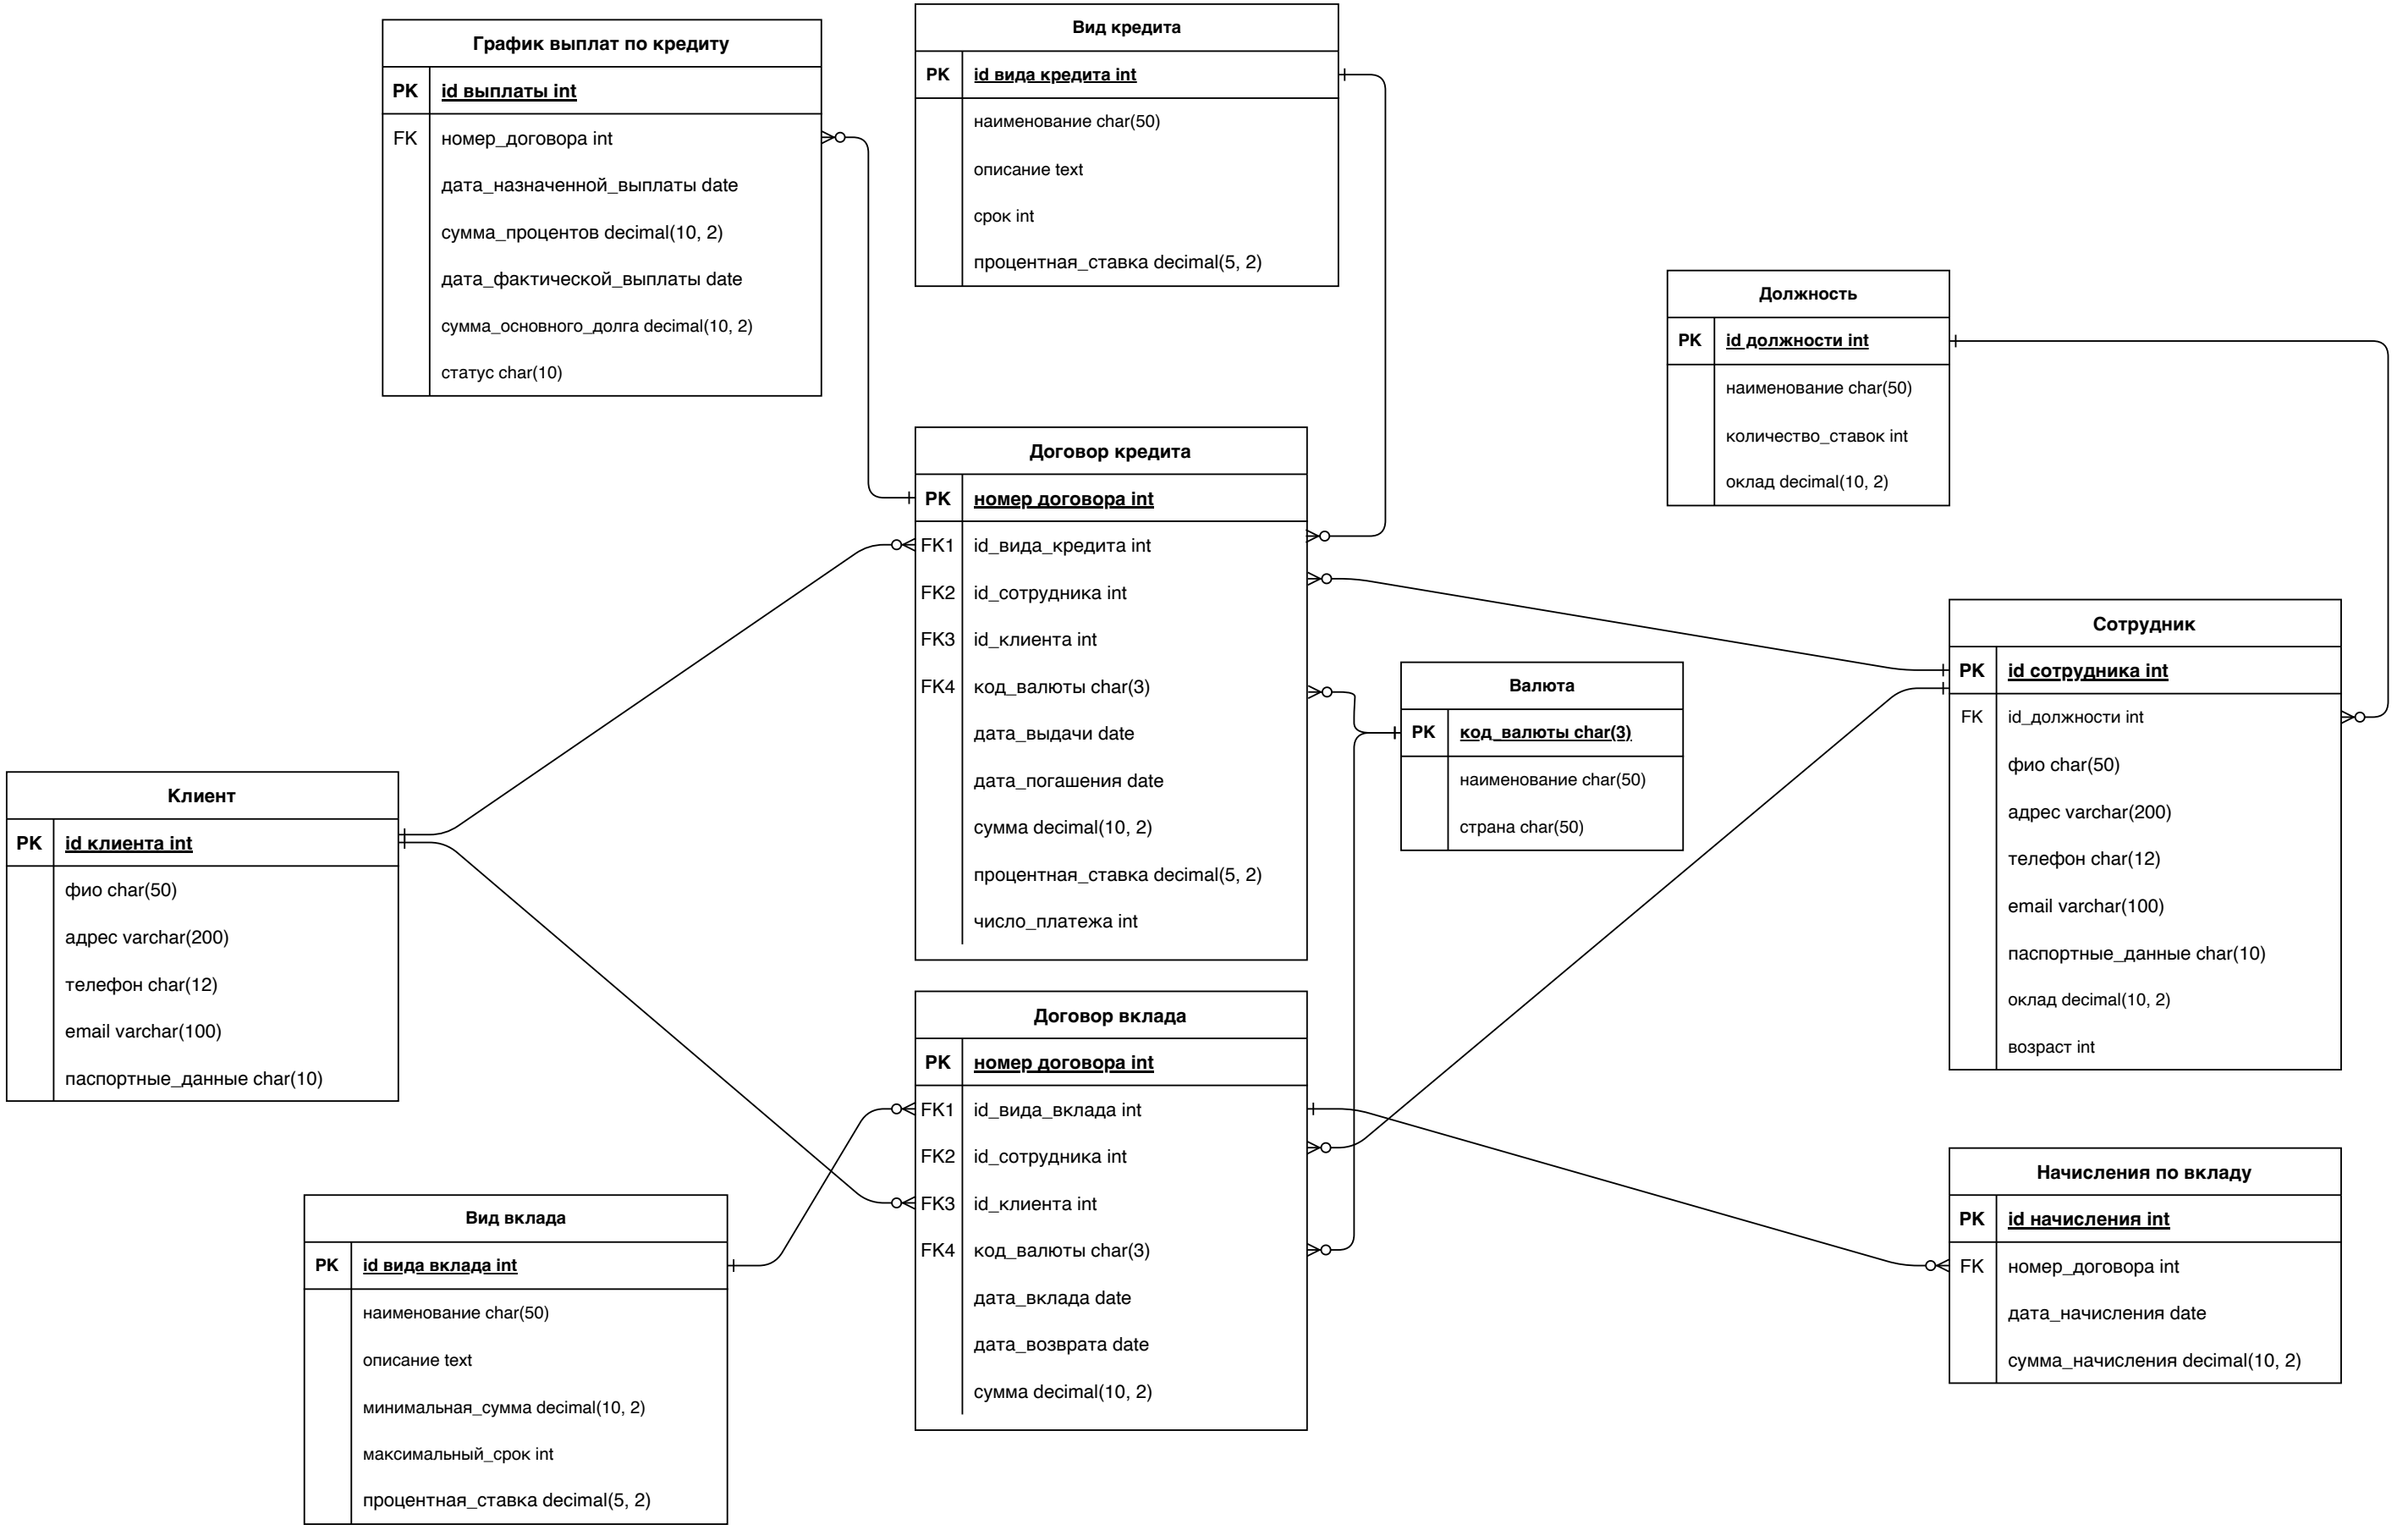 График выплат по кредиту
PK id выплаты int
FK номер_договора int
дата_назначенной_выплаты date
сумма_процентов decimal(10, 2)
дата_фактической_выплаты date
сумма_основного_долга decimal(10, 2)
статус char(10)
Вид кредита
PK id вида кредита int
наименование char(50)
описание text
срок int
процентная_ставка decimal(5, 2)
Должность
PK id должности int
наименование char(50)
количество_ставок int
оклад decimal(10, 2)
Договор кредита
PK номер договора int
FK1 id_вида_кредита int
FK2 id_сотрудника int
FK3 id_клиента int
FK4 код_валюты char(3)
дата_выдачи date
дата_погашения date
сумма decimal(10, 2)
процентная_ставка decimal(5, 2)
число_платежа int
Валюта
PK код_валюты char(3)
наименование char(50)
страна char(50)
Сотрудник
PK id сотрудника int
FK id_должности int
фио char(50)
адрес varchar(200)
телефон char(12)
email varchar(100)
паспортные_данные char(10)
оклад decimal(10, 2)
возраст int
Клиент
PK id клиента int
фио char(50)
адрес varchar(200)
телефон char(12)
email varchar(100)
паспортные_данные char(10)
Договор вклада
PK номер договора int
FK1 id_вида_вклада int
FK2 id_сотрудника int
FK3 id_клиента int
FK4 код_валюты char(3)
дата_вклада date
дата_возврата date
сумма decimal(10, 2)
Начисления по вкладу
PK id начисления int
FK номер_договора int
дата_начисления date
сумма_начисления decimal(10, 2)
Вид вклада
PK id вида вклада int
наименование char(50)
описание text
минимальная_сумма decimal(10, 2)
максимальный_срок int
процентная_ставка decimal(5, 2)